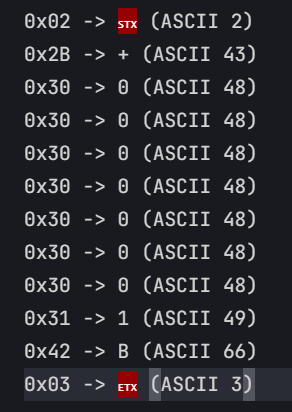 0x02 -> STX (ASCII 2)
0x2B -> + (ASCII 43)
0x30 -> 0 (ASCII 48)
0x30 -> 0 (ASCII 48)
0x30 -> 0 (ASCII 48)
0x30 -> 0 (ASCII 48)
0x30 -> 0 (ASCII 48)
0x30 -> 0 (ASCII 48)
0x30 -> 0 (ASCII 48)
0x31 -> 1 (ASCII 49)
0x42 -> B (ASCII 66)
0x03 -> ETX (ASCII 3)